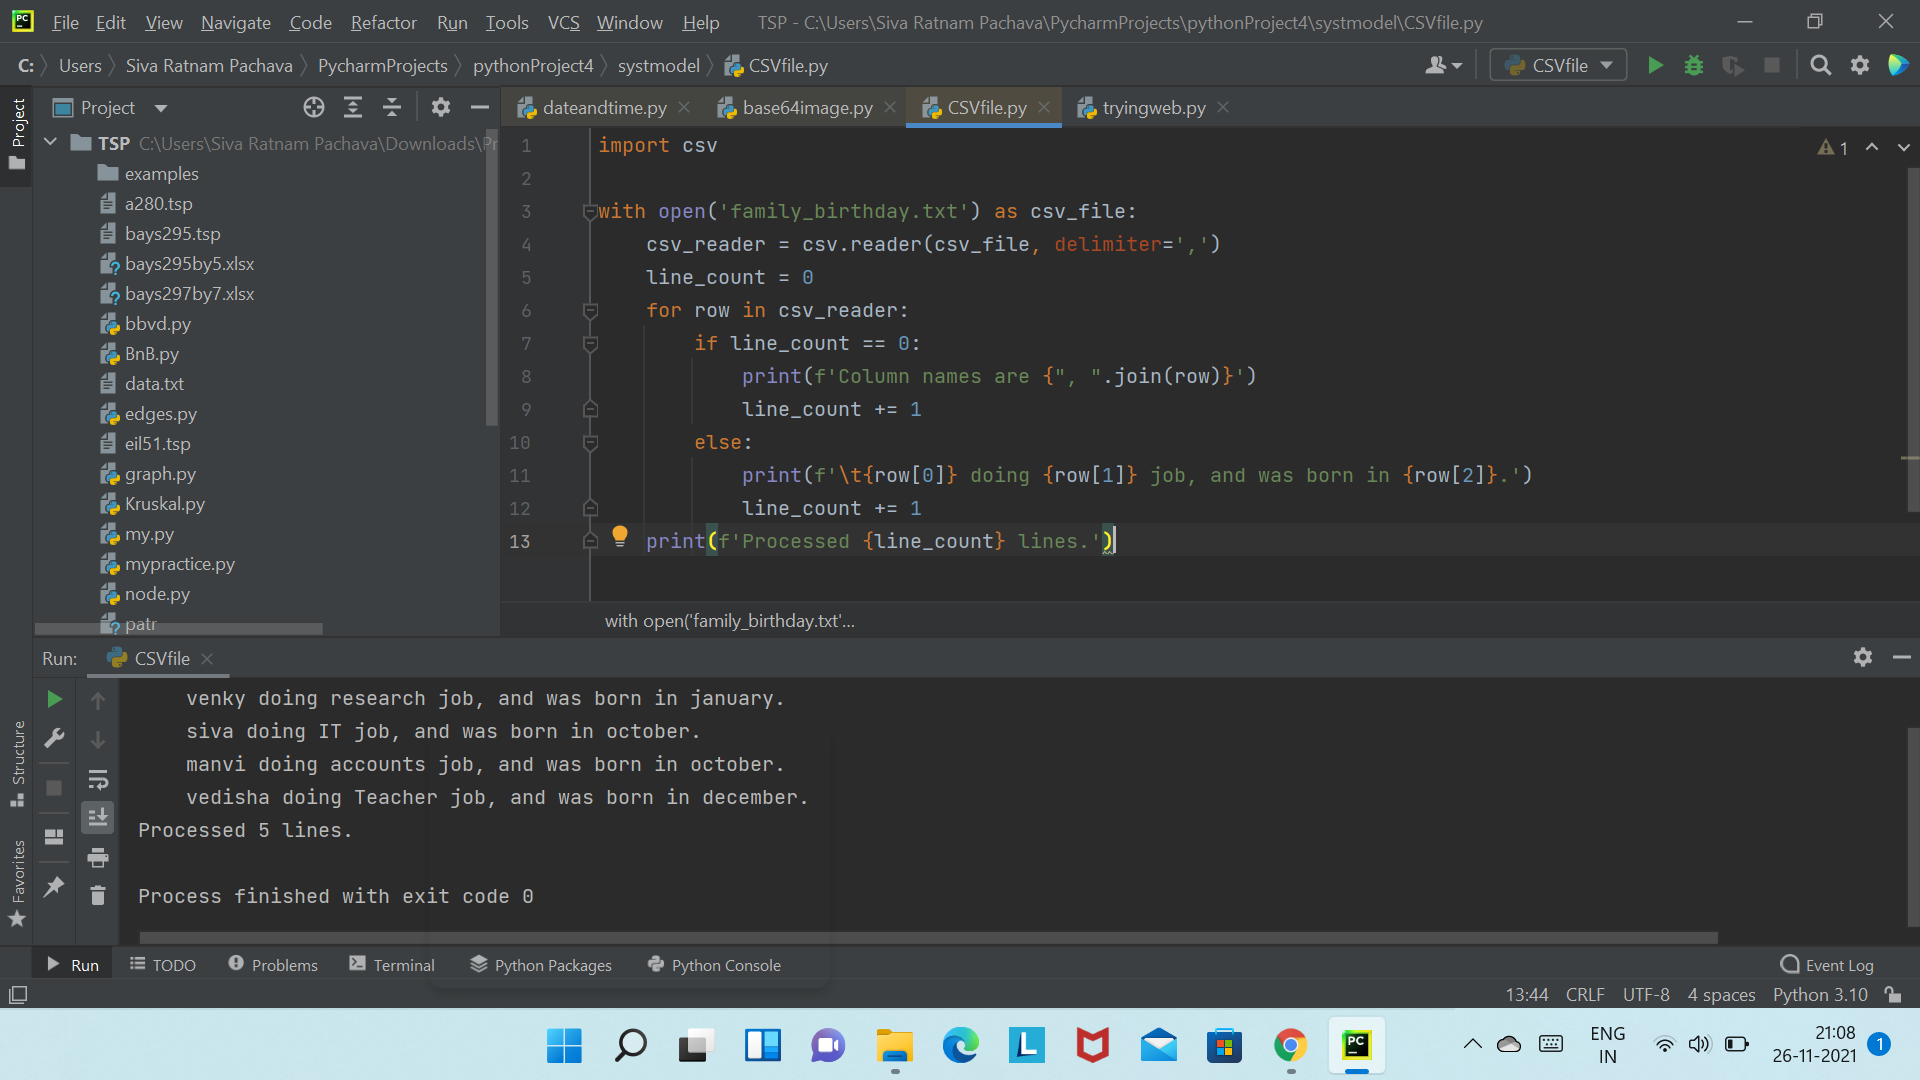 PC File Edit View Navigate Code Refactor Run Tools VCS Window Help TSP - C:\Users\Siva Ratnam Pachava\PycharmProjects\pythonProject4\systmodel\CSVfile.py
C: Users Siva Ratnam Pachava PycharmProjects pythonProject4 systmodel CSVfile.py CSVfile
Project
Project
dateandtime.py base64image.py CSVfile.py tryingweb.py
TSP C:\Users\Siva Ratnam Pachava\Downloads\Pr
examples
a280.tsp
bays295.tsp
bays295by5.xlsx
bays297by7.xlsx
bbvd.py
BnB.py
data.txt
edges.py
eil51.tsp
graph.py
Kruskal.py
my.py
mypractice.py
node.py
patr
1 import csv
1
2
3 with open('family_birthday.txt') as csv_file:
4 csv_reader = csv.reader(csv_file, delimiter=',')
5 line_count = 0
6 for row in csv_reader:
7 if line_count == 0:
8 print(f'Column names are {", ".join(row)}')
9 line_count += 1
10 else:
11 print(f'\t{row[0]} doing {row[1]} job, and was born in {row[2]}.')
12 line_count += 1
13 print(f'Processed {line_count} lines.')
with open('family_birthday.txt'...
Run: CSVfile
venky doing research job, and was born in january.
siva doing IT job, and was born in october.
manvi doing accounts job, and was born in october.
vedisha doing Teacher job, and was born in december.
Processed 5 lines.
Process finished with exit code 0
Structure
Favorites
Run TODO Problems Terminal Python Packages Python Console Event Log
13:44 CRLF UTF-8 4 spaces Python 3.10
L
PC
ENG
IN
21:08
26-11-2021
1